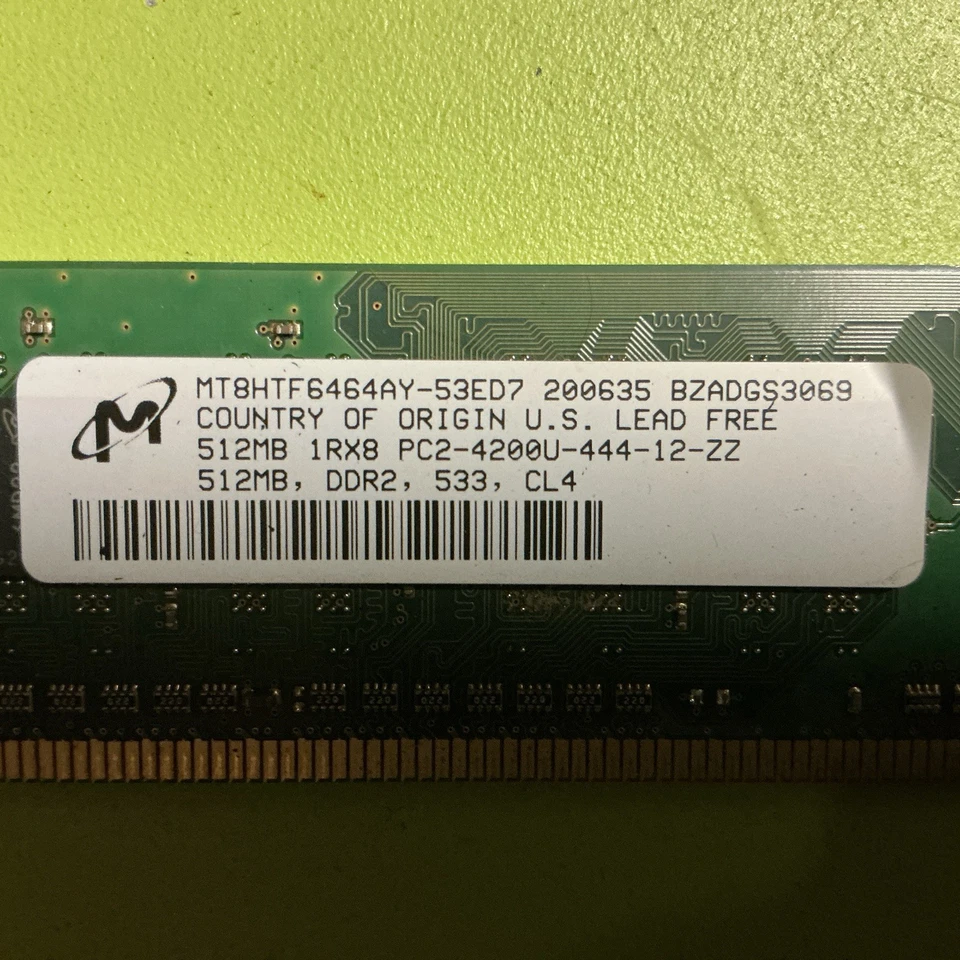 MT8HTF6464AY-53ED7 200635 BZADGS3069
COUNTRY OF ORIGIN U.S. LEAD FREE
512MB 1RX8 PC2-4200U-444-12-ZZ
512MB, DDR2, 533, CL4